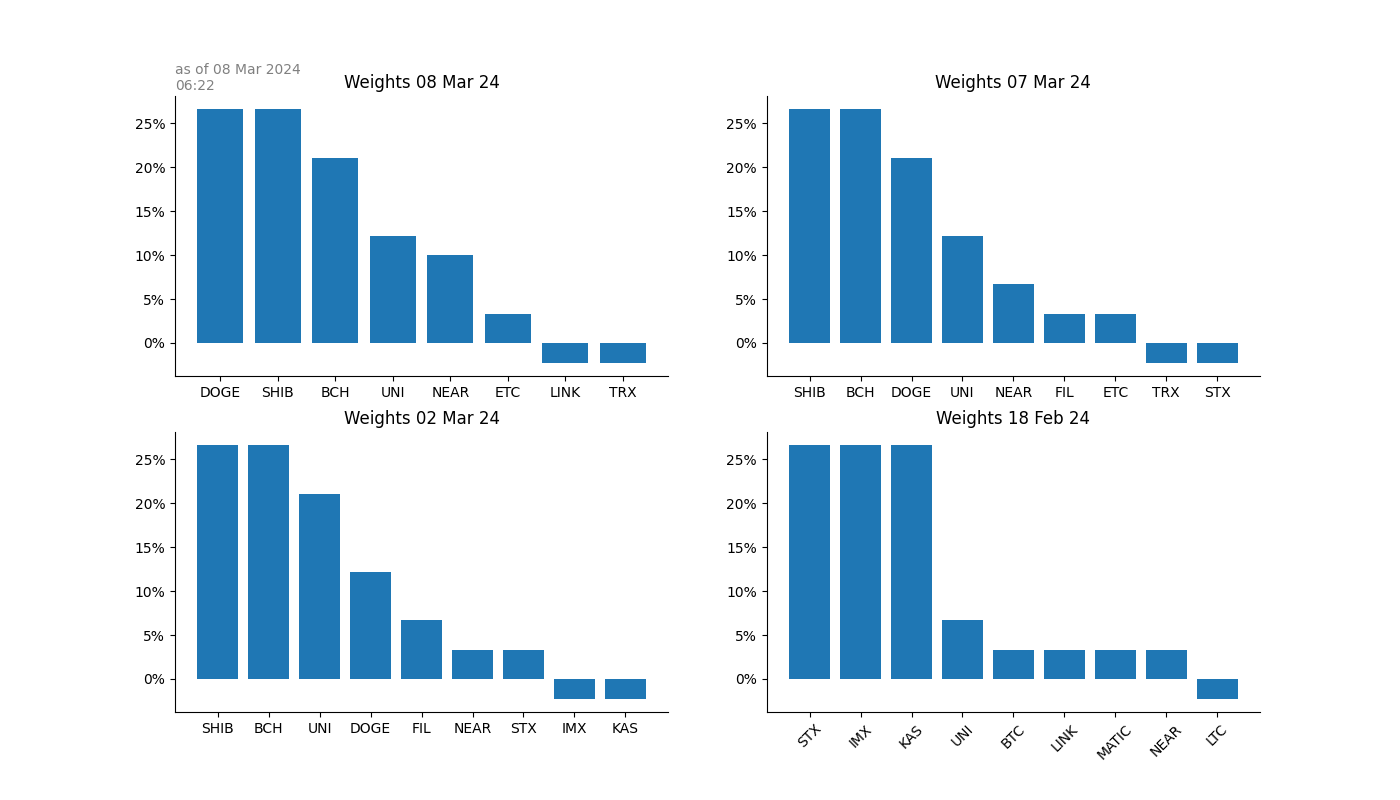 as of 08 Mar 2024
06:22
Weights 08 Mar 24
25%
20%
15%
10%
5%
0%
DOGE SHIB BCH UNI NEAR ETC LINK TRX
Weights 07 Mar 24
25%
20%
15%
10%
5%
0%
SHIB BCH DOGE UNI NEAR FIL ETC TRX STX
Weights 02 Mar 24
25%
20%
15%
10%
5%
0%
SHIB BCH UNI DOGE FIL NEAR STX IMX KAS
Weights 18 Feb 24
25%
20%
15%
10%
5%
0%
STX IMX KAS UNI BTC LINK MATIC NEAR LTC